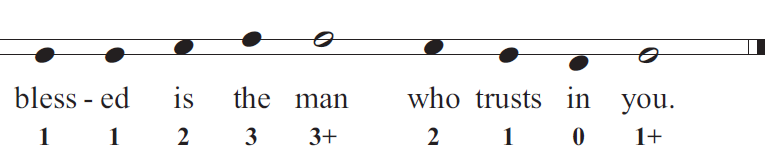 bless - ed is the man who trusts in you.
1 1 2 3 3+ 2 1 0 1+